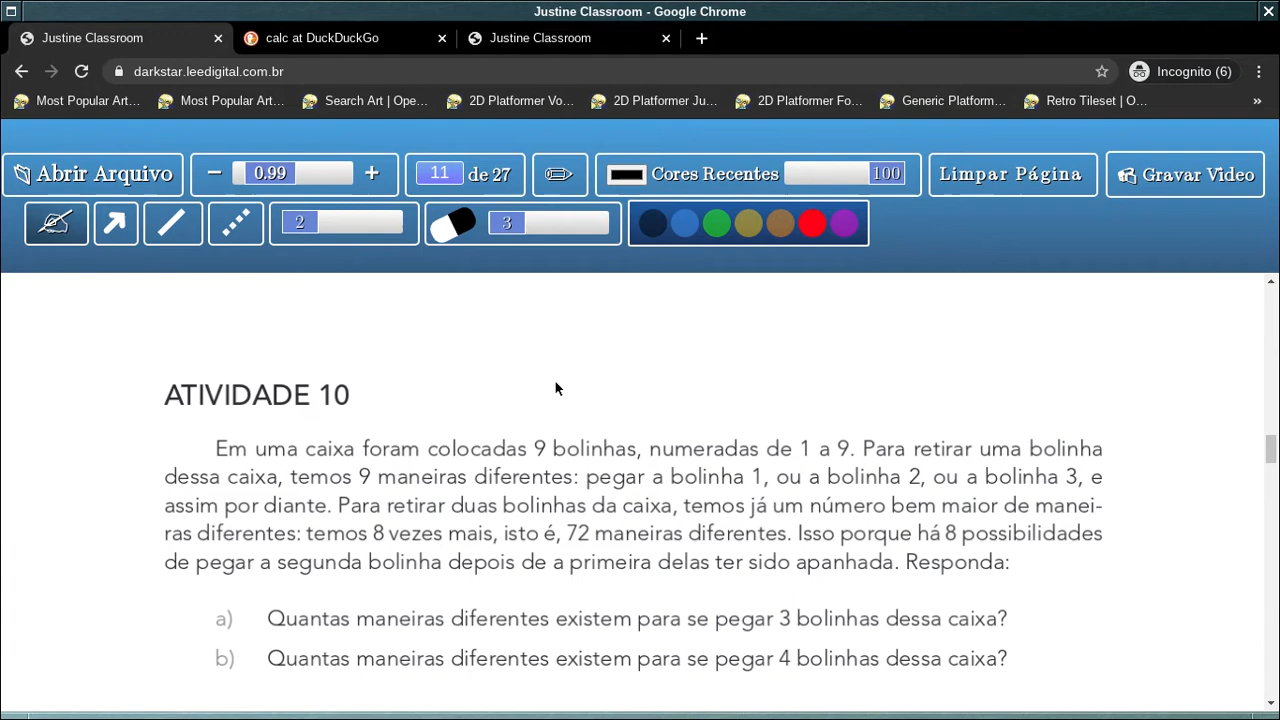 Justine Classroom - Google Chrome
Justine Classroom
calc at DuckDuckGo
Justine Classroom
darkstar.leedigital.com.br
Incognito (6)
Most Popular Art…
Most Popular Art…
Search Art | Ope…
2D Platformer Vo…
2D Platformer Ju…
2D Platformer Fo…
Generic Platform…
Retro Tileset | O…
»
Abrir Arquivo
− 0.99 +
11 de 27
Cores Recentes 100
Limpar Página
Gravar Video
2
3
ATIVIDADE 10
Em uma caixa foram colocadas 9 bolinhas, numeradas de 1 a 9. Para retirar uma bolinha
dessa caixa, temos 9 maneiras diferentes: pegar a bolinha 1, ou a bolinha 2, ou a bolinha 3, e
assim por diante. Para retirar duas bolinhas da caixa, temos já um número bem maior de manei-
ras diferentes: temos 8 vezes mais, isto é, 72 maneiras diferentes. Isso porque há 8 possibilidades
de pegar a segunda bolinha depois de a primeira delas ter sido apanhada. Responda:
a) Quantas maneiras diferentes existem para se pegar 3 bolinhas dessa caixa?
b) Quantas maneiras diferentes existem para se pegar 4 bolinhas dessa caixa?